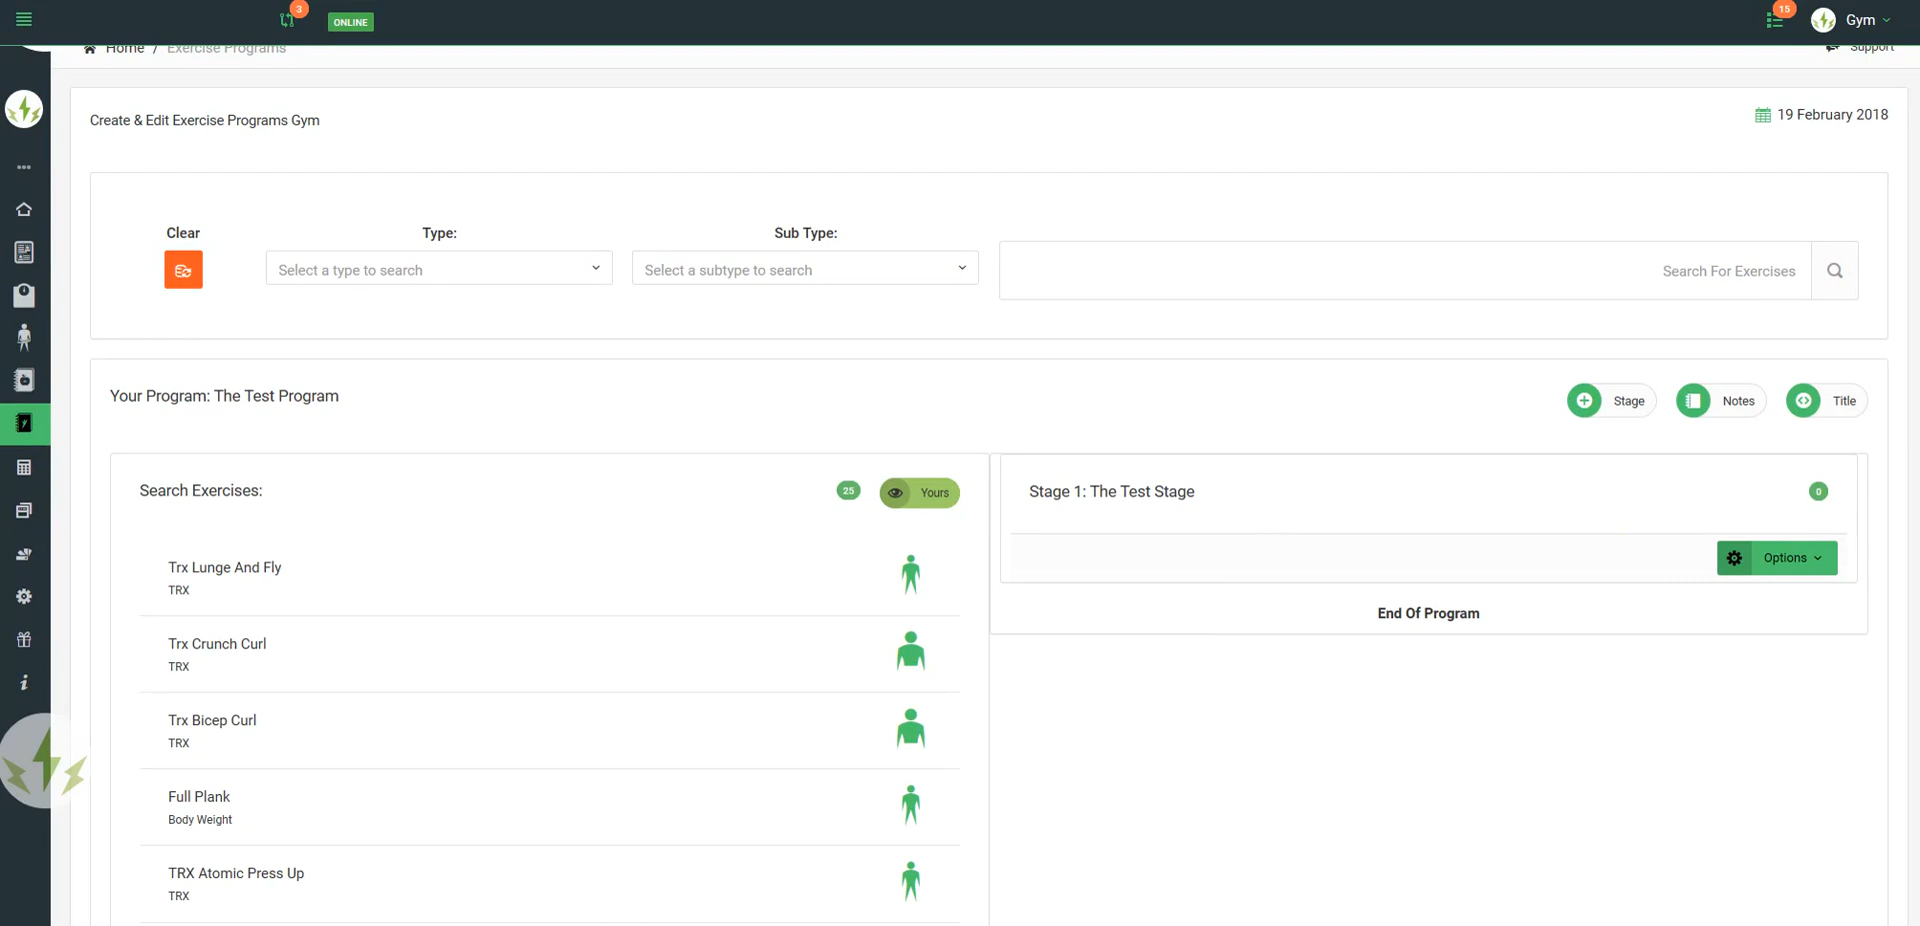 3
ONLINE
15
Gym
Home / Exercise Programs
Support
Create & Edit Exercise Programs Gym
19 February 2018
Clear
Type:
Sub Type:
Select a type to search
Select a subtype to search
Search For Exercises
Your Program: The Test Program
Stage
Notes
Title
Search Exercises:
25
Yours
Stage 1: The Test Stage
0
Options
End Of Program
Trx Lunge And Fly
TRX
Trx Crunch Curl
TRX
Trx Bicep Curl
TRX
Full Plank
Body Weight
TRX Atomic Press Up
TRX